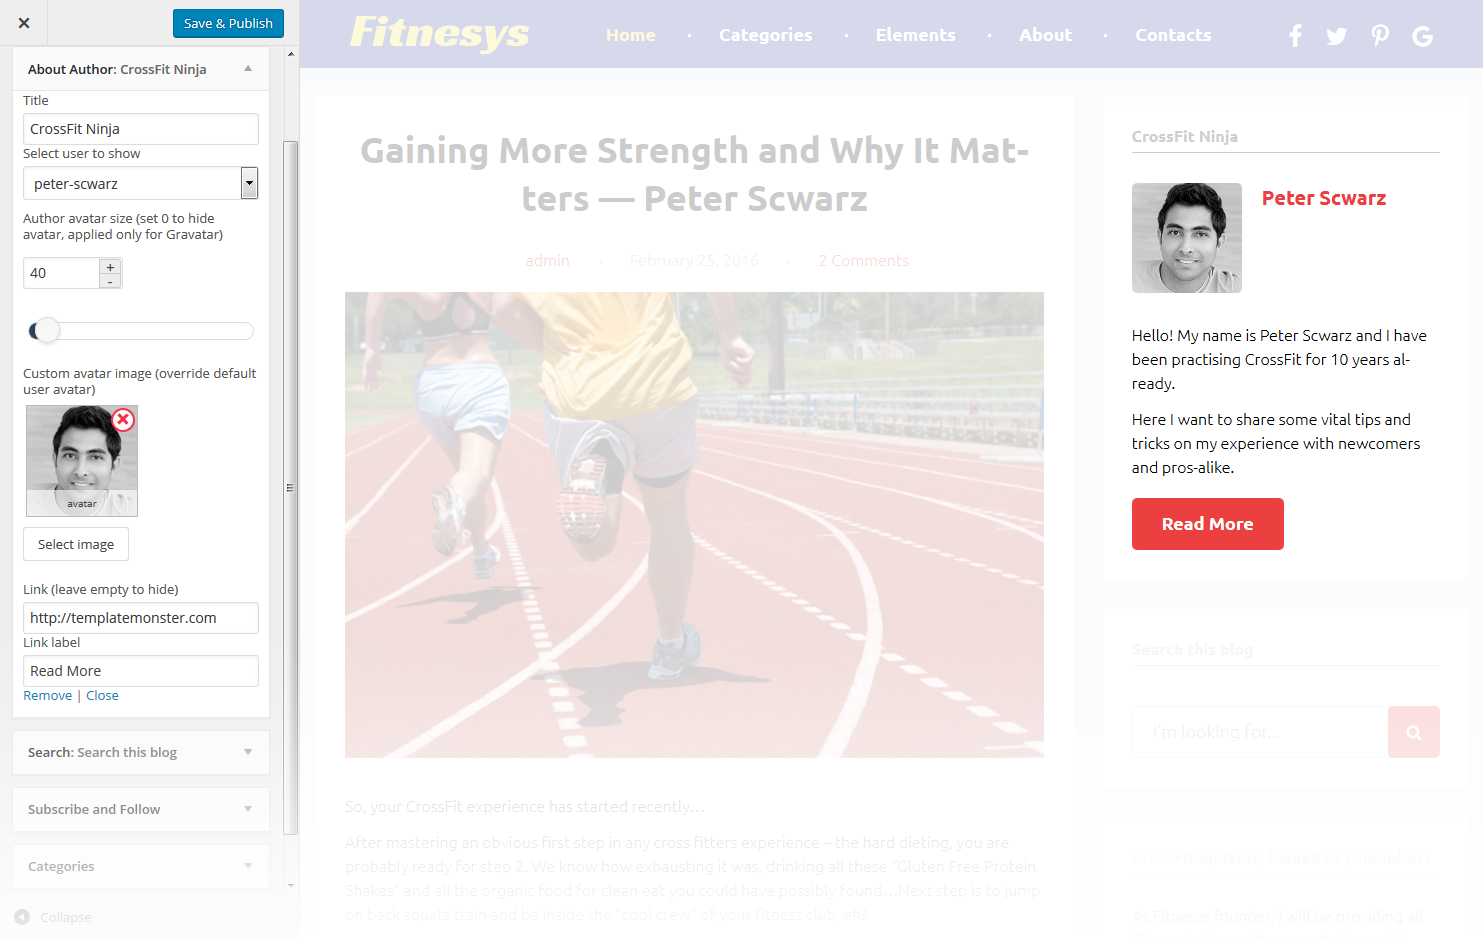 Save & Publish
About Author: CrossFit Ninja
Title
CrossFit Ninja
Select user to show
peter-scwarz
Author avatar size (set 0 to hide
avatar, applied only for Gravatar)
40
+
-
Custom avatar image (override default
user avatar)
avatar
Select image
Link (leave empty to hide)
http://templatemonster.com
Link label
Read More
Remove | Close
Search: Search this blog
Subscribe and Follow
Categories
Collapse
Fitnesys
Home
Categories
Elements
About
Contacts
Gaining More Strength and Why It Mat-
ters — Peter Scwarz
admin
February 25, 2016
2 Comments
So, your CrossFit experience has started recently…
After mastering an obvious first step in any cross fitters experience – the hard dieting, you are
probably ready for step 2. We know how exhausting it was, drinking all these “Gluten Free Protein
Shakes” and all the organic food for clean eat you could have possibly found…Next step is to jump
on back squats train and be inside the “cool crew” of your fitness club, eh?
CrossFit Ninja
Peter Scwarz
Hello! My name is Peter Scwarz and I have
been practising CrossFit for 10 years al-
ready.
Here I want to share some vital tips and
tricks on my experience with newcomers
and pros-alike.
Read More
Search this blog
I'm looking for...
CrossFit updates, loaded to your inbox!
As Fitnesys founder, I will be providing all